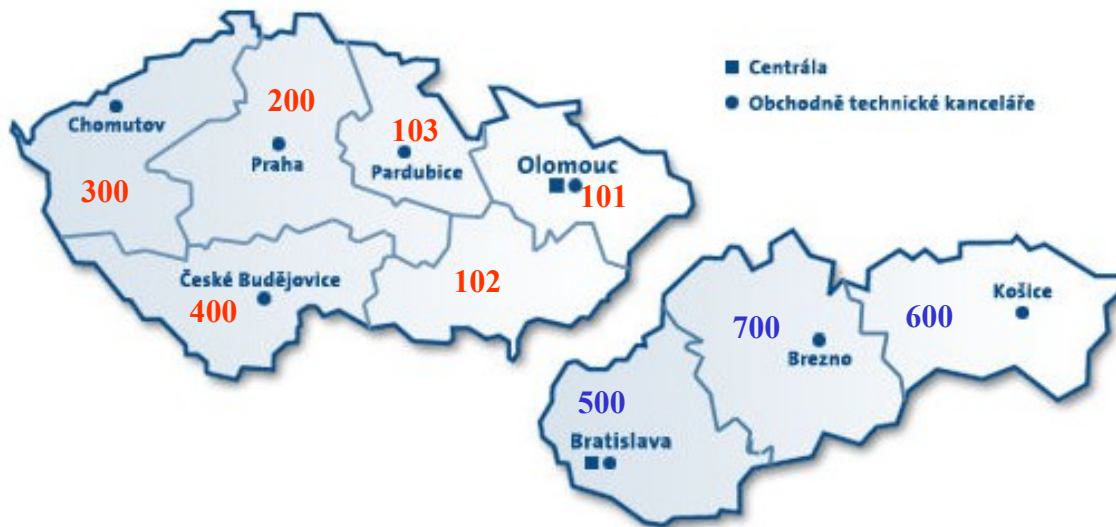 Centrála
Obchodně technické kanceláře
Chomutov
200
Praha
103
Pardubice
Olomouc
101
300
České Budějovice
400
102
Košice
600
700
Brezno
500
Bratislava